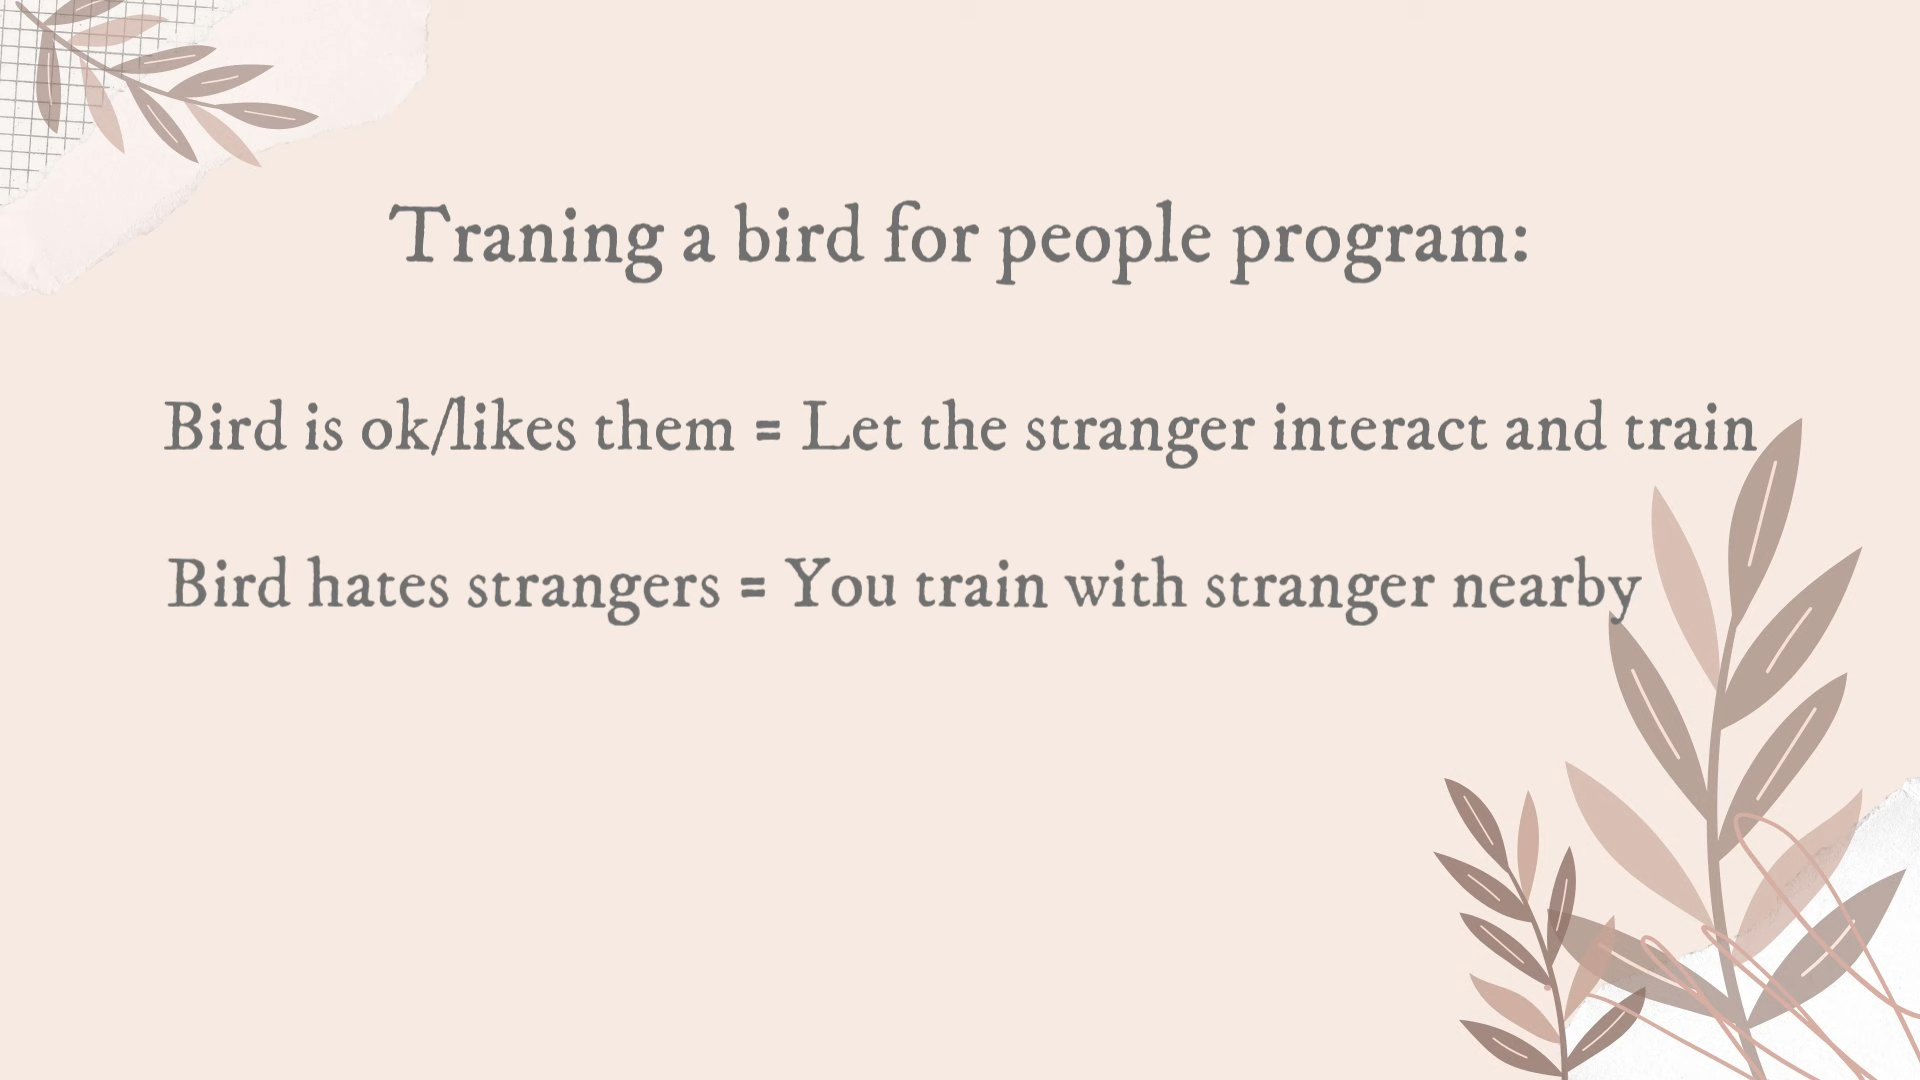 Traning a bird for people program:
Bird is ok/likes them = Let the stranger interact and train
Bird hates strangers = You train with stranger nearby